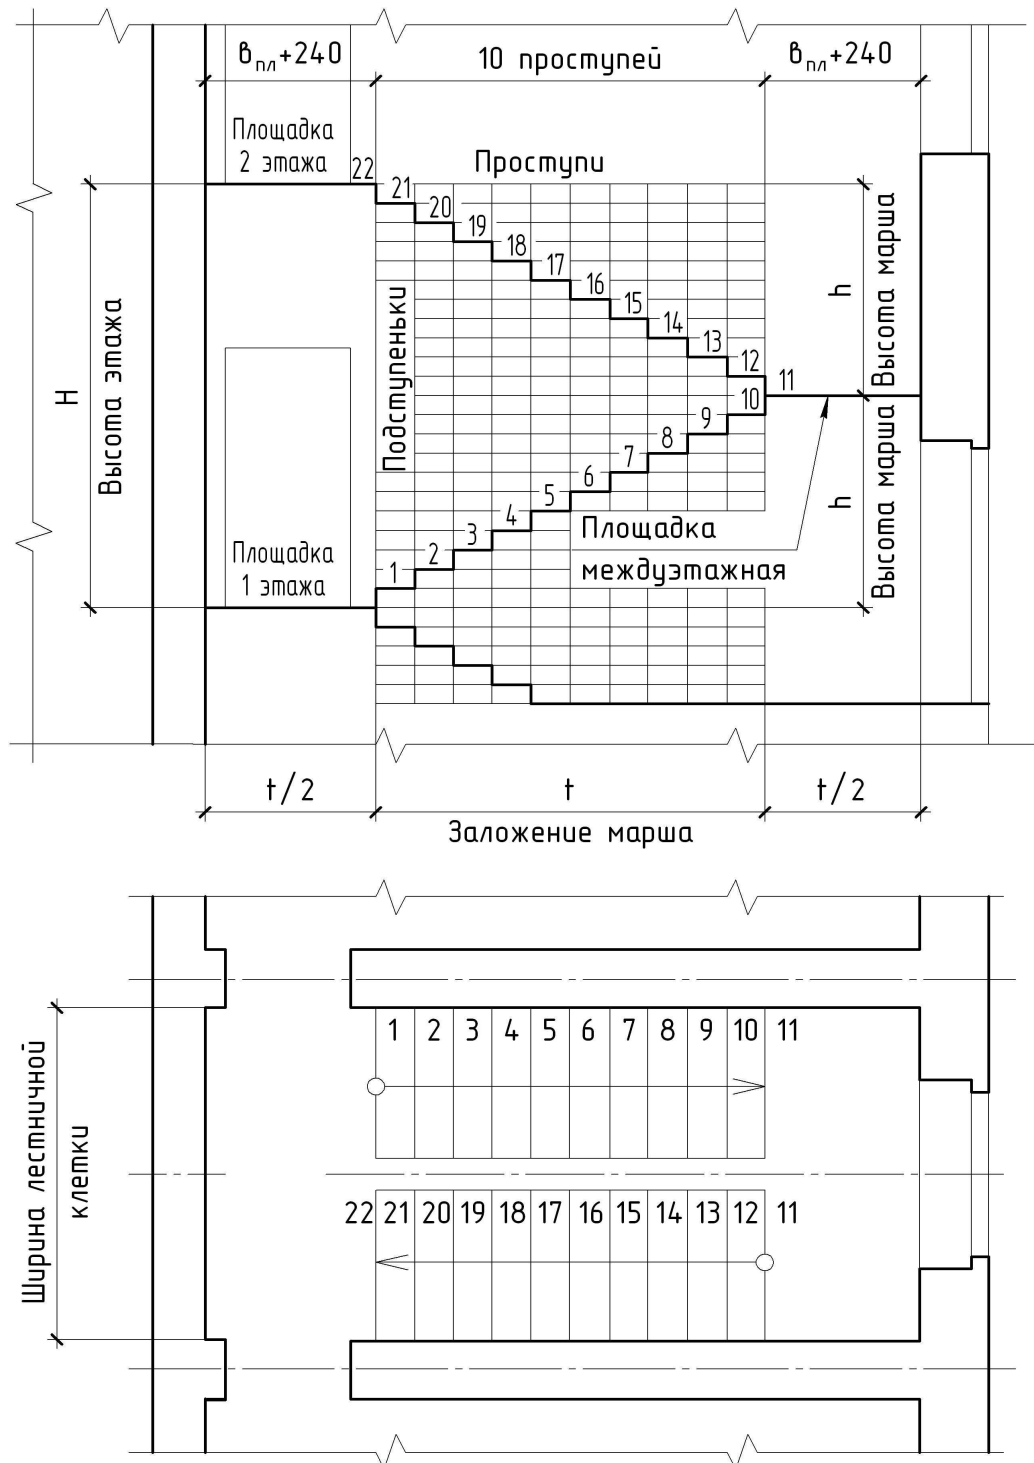 впл+240
10 проступей
впл+240
Площадка
2 этажа
22
Проступи
21
20
19
18
17
16
15
14
13
12
11
10
9
8
7
6
5
4
3
2
1
Подступеньки
H
Высота этажа
h
Высота марша
h
Высота марша
Площадка
междуэтажная
Площадка
1 этажа
t/2
t
t/2
Заложение марша
Ширина лестничной
клетки
1 2 3 4 5 6 7 8 9 10 11
22 21 20 19 18 17 16 15 14 13 12 11